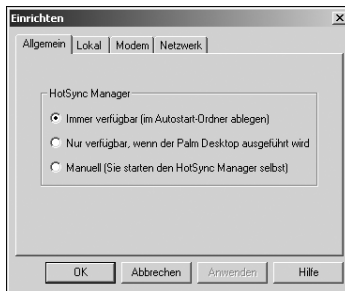 Einrichten
Allgemein Lokal Modem Netzwerk
HotSync Manager
Immer verfügbar (im Autostart-Ordner ablegen)
Nur verfügbar, wenn der Palm Desktop ausgeführt wird
Manuell (Sie starten den HotSync Manager selbst)
OK Abbrechen Anwenden Hilfe